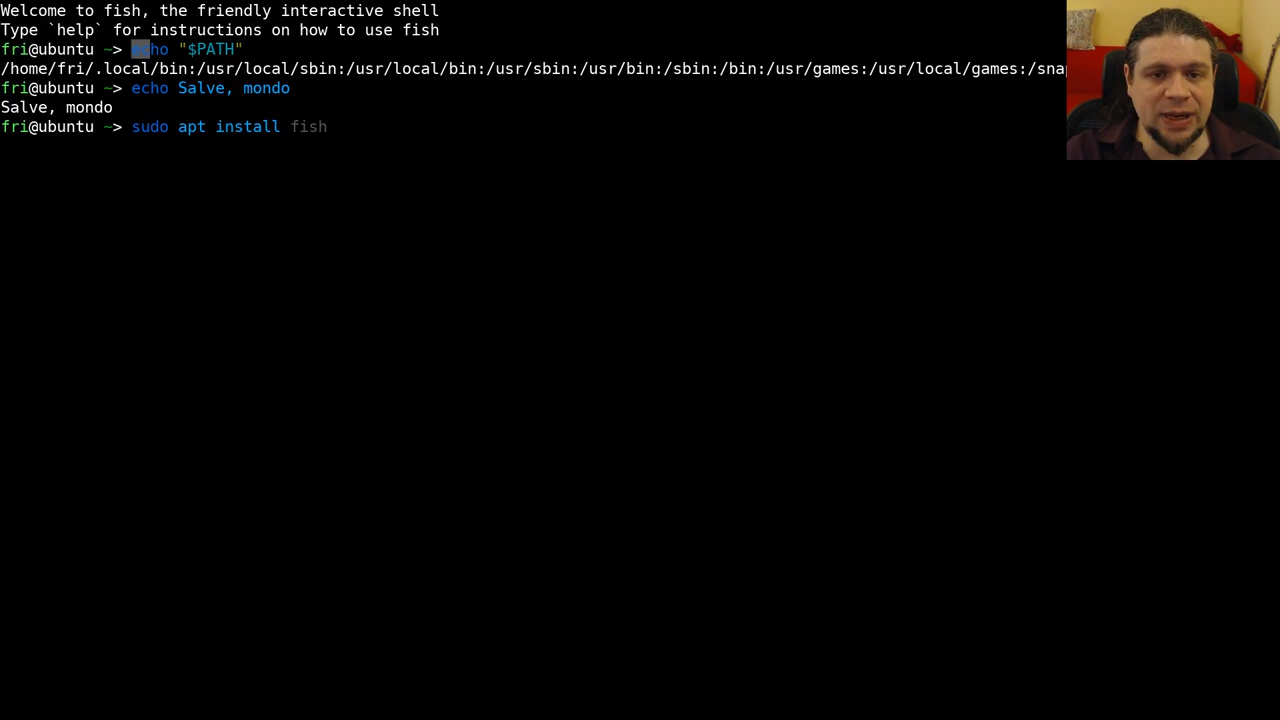 Welcome to fish, the friendly interactive shell
Type `help` for instructions on how to use fish
fri@ubuntu ~> echo "$PATH"
/home/fri/.local/bin:/usr/local/sbin:/usr/local/bin:/usr/sbin:/usr/bin:/sbin:/bin:/usr/games:/usr/local/games:/snap
fri@ubuntu ~> echo Salve, mondo
Salve, mondo
fri@ubuntu ~> sudo apt install fish